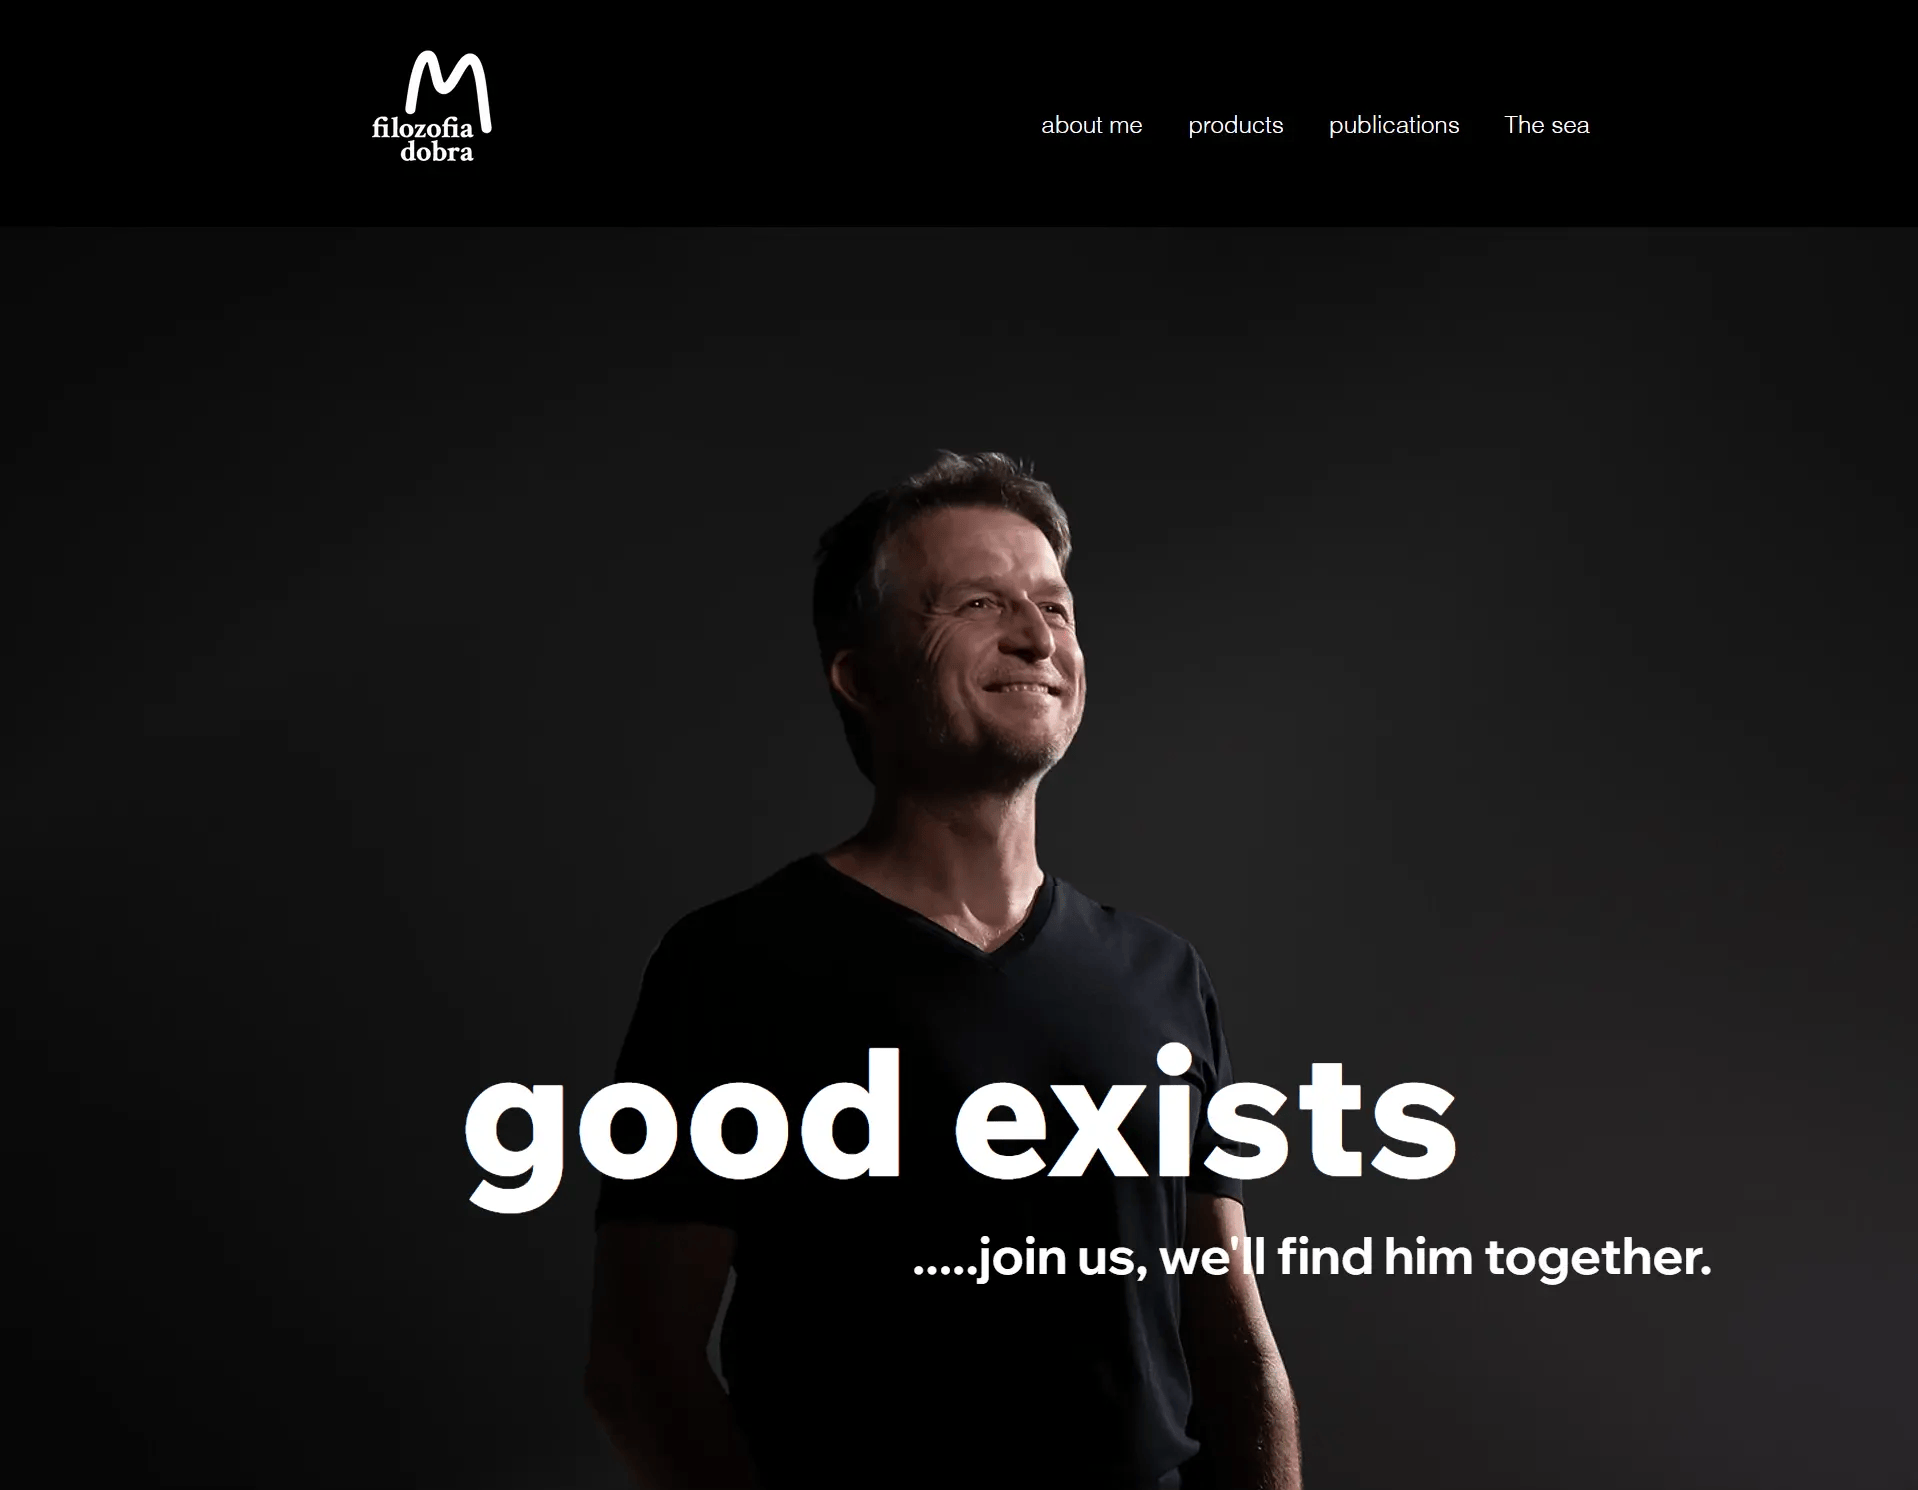 filozofia
dobra
about me
products
publications
The sea
good exists
.....join us, we'll find him together.